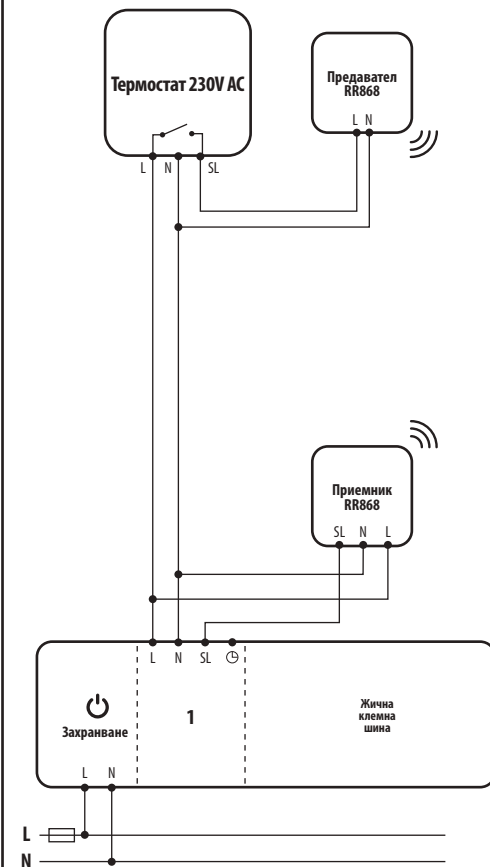 Термостат 230V AC
L N SL
Предавател
RR868
L N
Приемник
RR868
SL N L
L N SL
Захранване
1
Жична
клемна
шина
L N
L
N